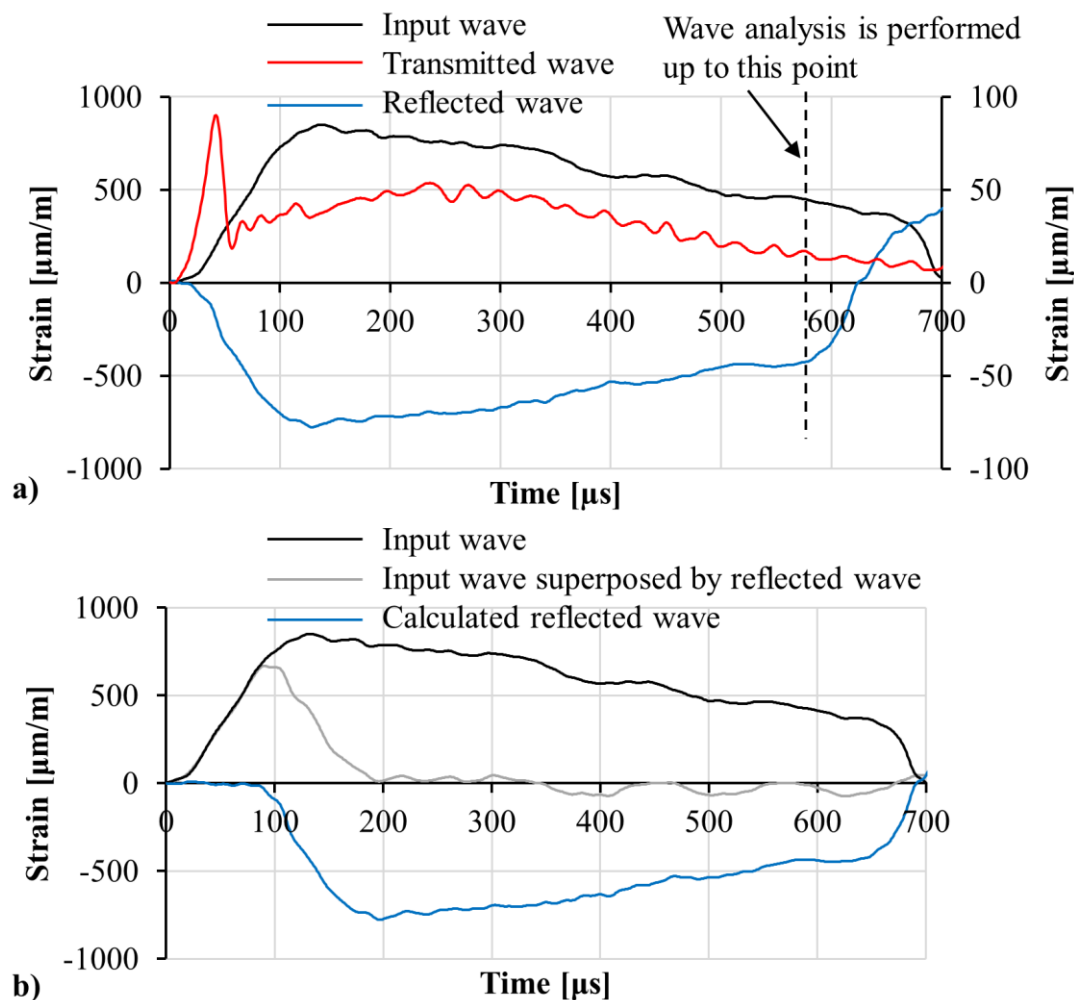 Input wave
Transmitted wave
Reflected wave
Wave analysis is performed
up to this point
1000
500
0
-500
-1000
100
50
0
-50
-100
0
100
200
300
400
500
600
700
Strain [µm/m]
Strain [µm/m]
Time [µs]
a)
Input wave
Input wave superposed by reflected wave
Calculated reflected wave
1000
500
0
-500
-1000
0
100
200
300
400
500
600
700
Strain [µm/m]
Time [µs]
b)